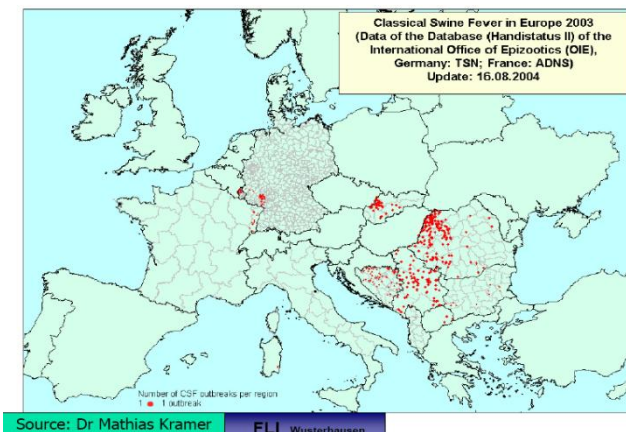 Classical Swine Fever in Europe 2003
(Data of the Database (Handistatus II) of the
International Office of Epizootics (OIE),
Germany: TSN; France: ADNS)
Update: 16.08.2004
Number of CSF outbreaks per region
1 1 outbreak
Source: Dr Mathias Kramer
FLI Wusterhausen